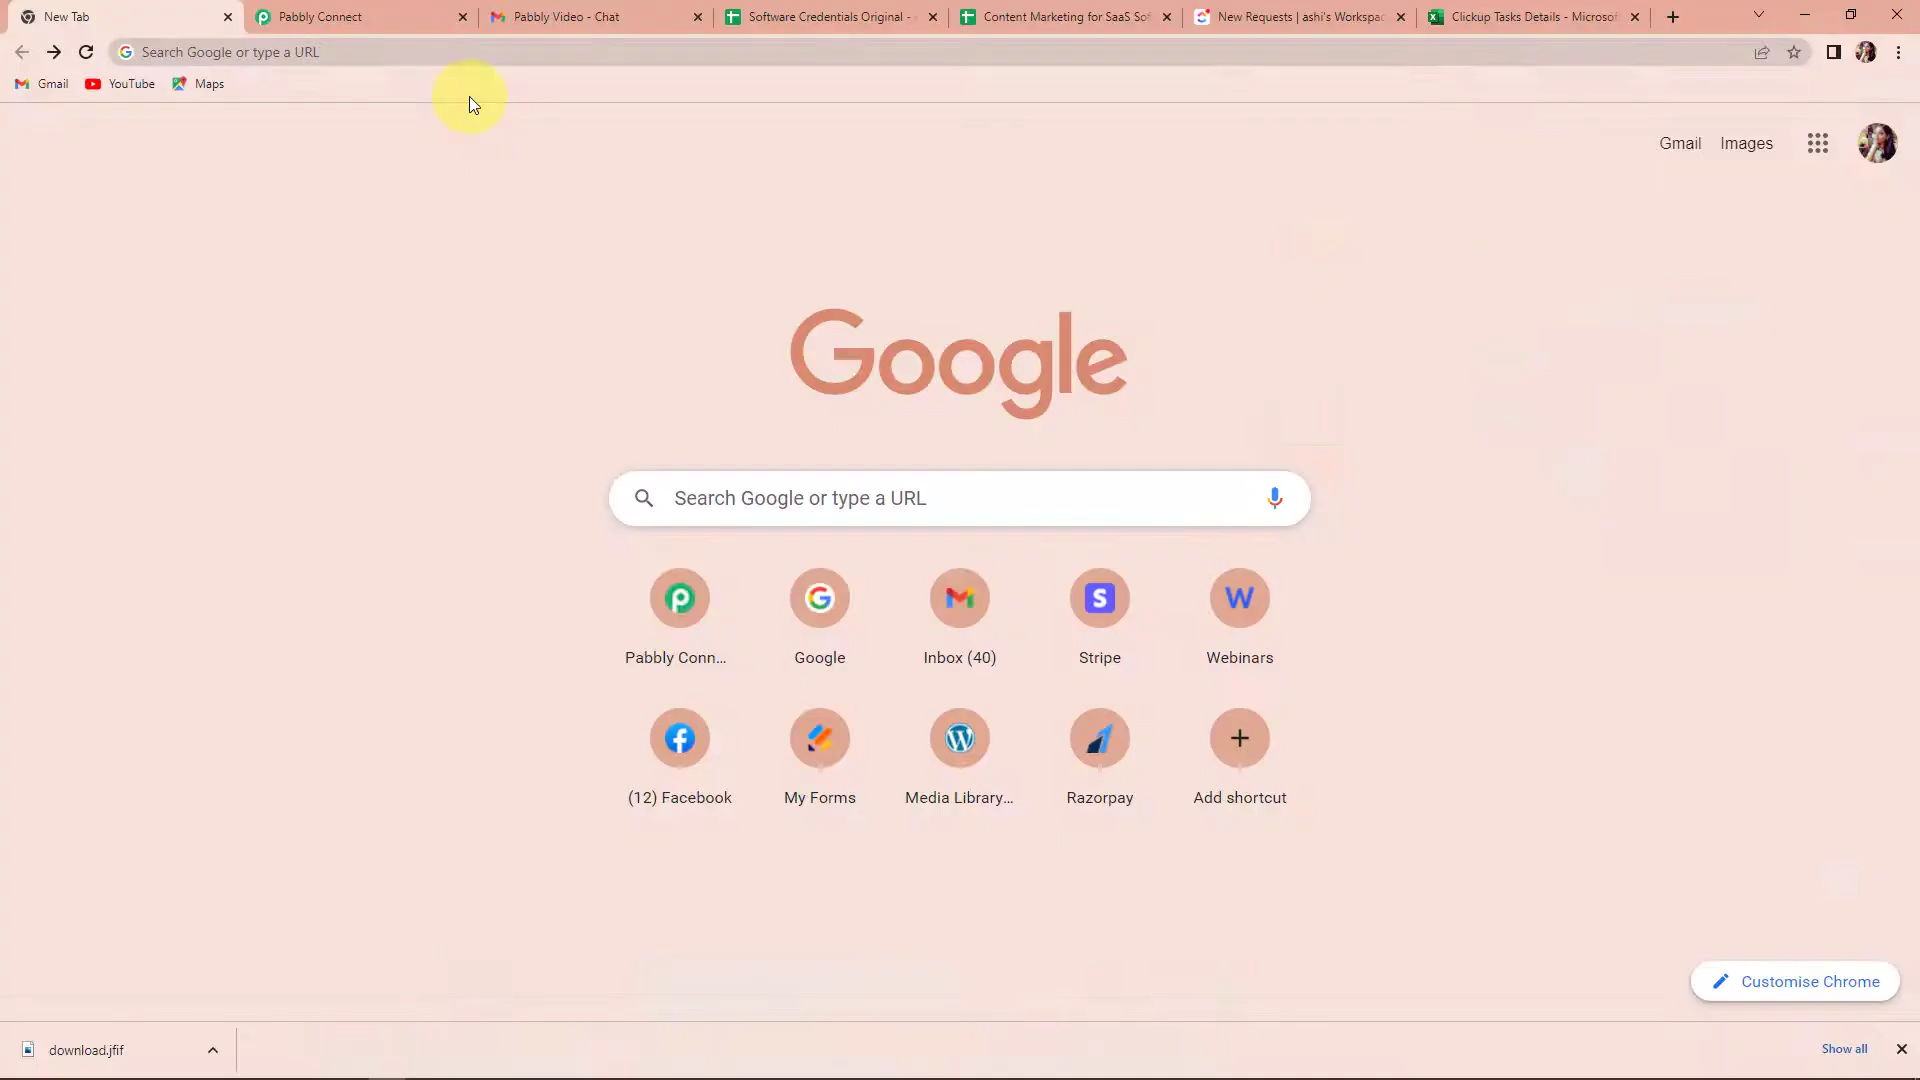 New Tab
Pabbly Connect
Pabbly Video - Chat
Software Credentials Original -
Content Marketing for SaaS Sof
New Requests | ashi's Workspac
Clickup Tasks Details - Microsof
Search Google or type a URL
Gmail
YouTube
Maps
Gmail
Images
Google
Search Google or type a URL
Pabbly Conn...
Google
Inbox (40)
Stripe
Webinars
(12) Facebook
My Forms
Media Library...
Razorpay
Add shortcut
Customise Chrome
download.jfif
Show all